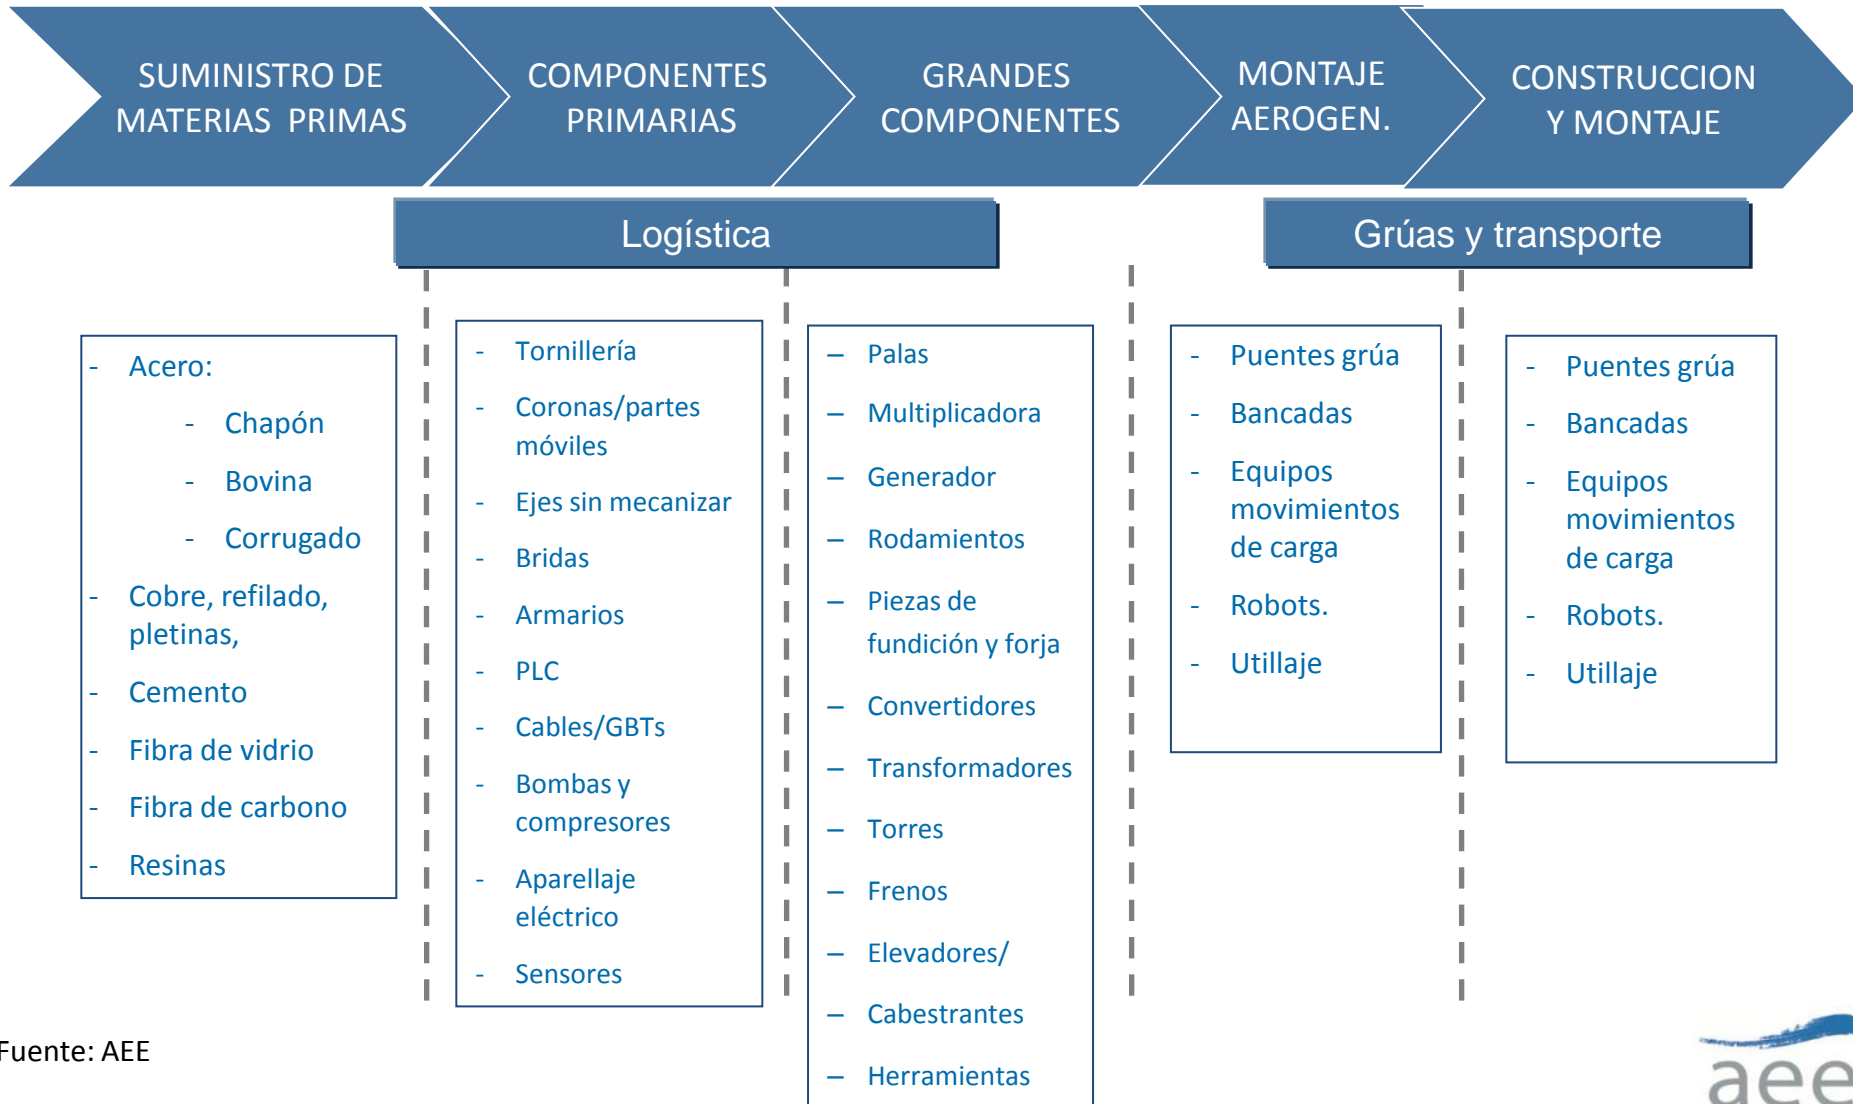 SUMINISTRO DE
MATERIAS PRIMAS
COMPONENTES
PRIMARIAS
GRANDES
COMPONENTES
MONTAJE
AEROGEN.
CONSTRUCCION
Y MONTAJE
Logística
Grúas y transporte
- Acero:
- Chapón
- Bovina
- Corrugado
- Cobre, refilado,
pletinas,
- Cemento
- Fibra de vidrio
- Fibra de carbono
- Resinas
- Tornillería
- Coronas/partes
móviles
- Ejes sin mecanizar
- Bridas
- Armarios
- PLC
- Cables/GBTs
- Bombas y
compresores
- Aparellaje
eléctrico
- Sensores
– Palas
– Multiplicadora
– Generador
– Rodamientos
– Piezas de
fundición y forja
– Convertidores
– Transformadores
– Torres
– Frenos
– Elevadores/
– Cabestrantes
– Herramientas
- Puentes grúa
- Bancadas
- Equipos
movimientos
de carga
- Robots.
- Utillaje
- Puentes grúa
- Bancadas
- Equipos
movimientos
de carga
- Robots.
- Utillaje
Fuente: AEE
aee